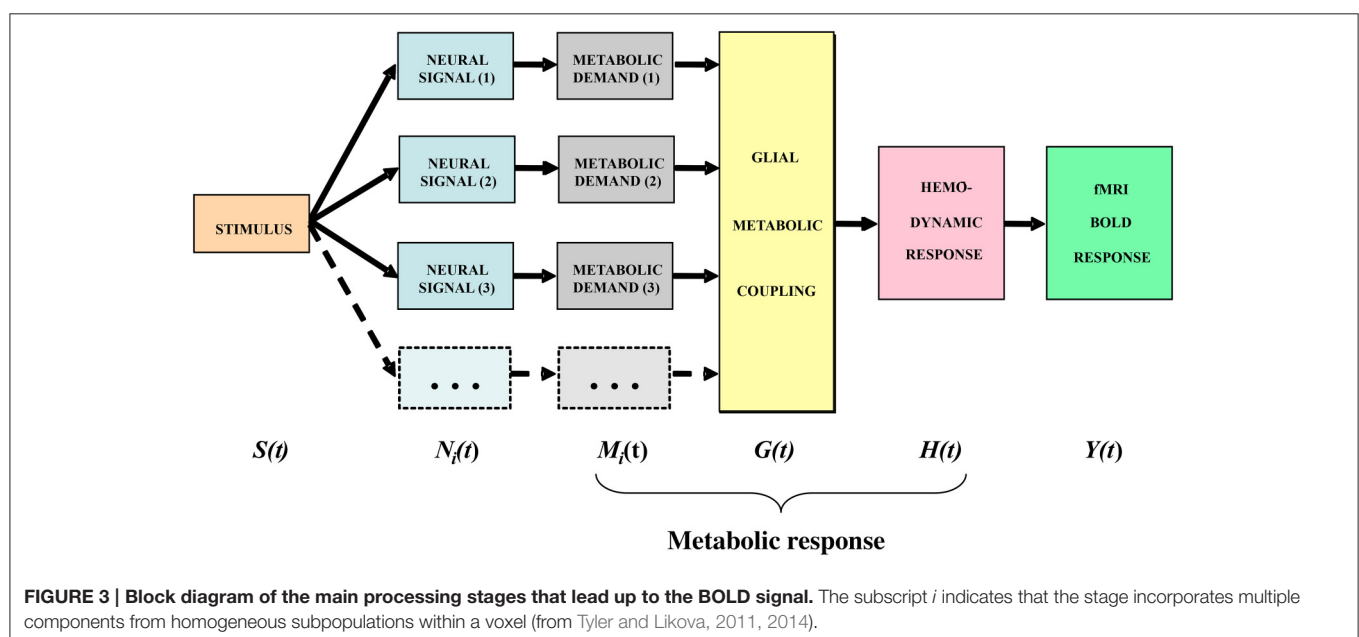 NEURAL
SIGNAL (1)
METABOLIC
DEMAND (1)
NEURAL
SIGNAL (2)
METABOLIC
DEMAND (2)
NEURAL
SIGNAL (3)
METABOLIC
DEMAND (3)
STIMULUS
GLIAL
METABOLIC
COUPLING
HEMO-
DYNAMIC
RESPONSE
fMRI
BOLD
RESPONSE
. . .
. . .
S(t)
Nᵢ(t)
Mᵢ(t)
G(t)
H(t)
Y(t)
Metabolic response
FIGURE 3 | Block diagram of the main processing stages that lead up to the BOLD signal. The subscript i indicates that the stage incorporates multiple
components from homogeneous subpopulations within a voxel (from Tyler and Likova, 2011, 2014).